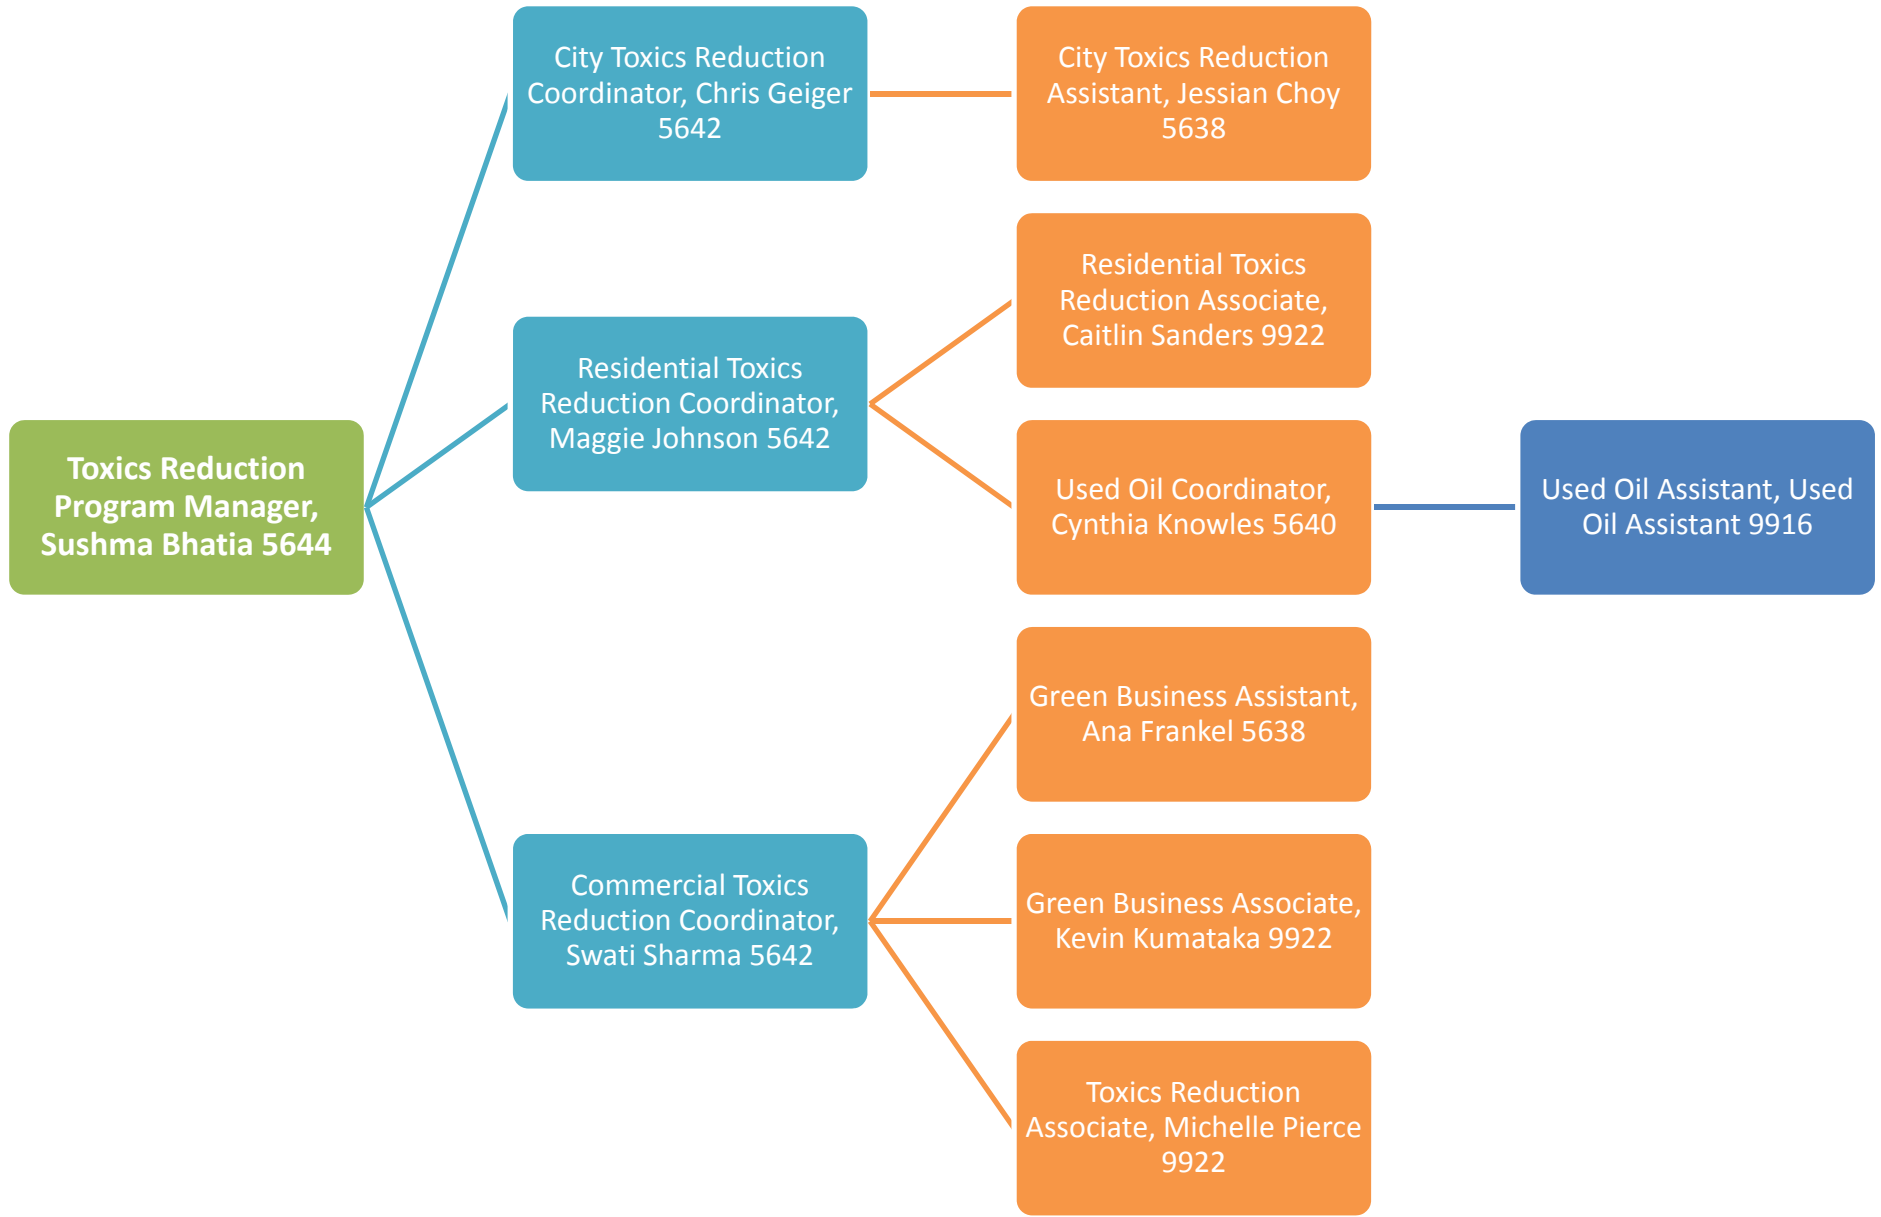 City Toxics Reduction
Coordinator, Chris Geiger
5642
City Toxics Reduction
Assistant, Jessian Choy
5638
Residential Toxics
Reduction Associate,
Caitlin Sanders 9922
Residential Toxics
Reduction Coordinator,
Maggie Johnson 5642
Toxics Reduction
Program Manager,
Sushma Bhatia 5644
Used Oil Coordinator,
Cynthia Knowles 5640
Used Oil Assistant, Used
Oil Assistant 9916
Green Business Assistant,
Ana Frankel 5638
Commercial Toxics
Reduction Coordinator,
Swati Sharma 5642
Green Business Associate,
Kevin Kumataka 9922
Toxics Reduction
Associate, Michelle Pierce
9922